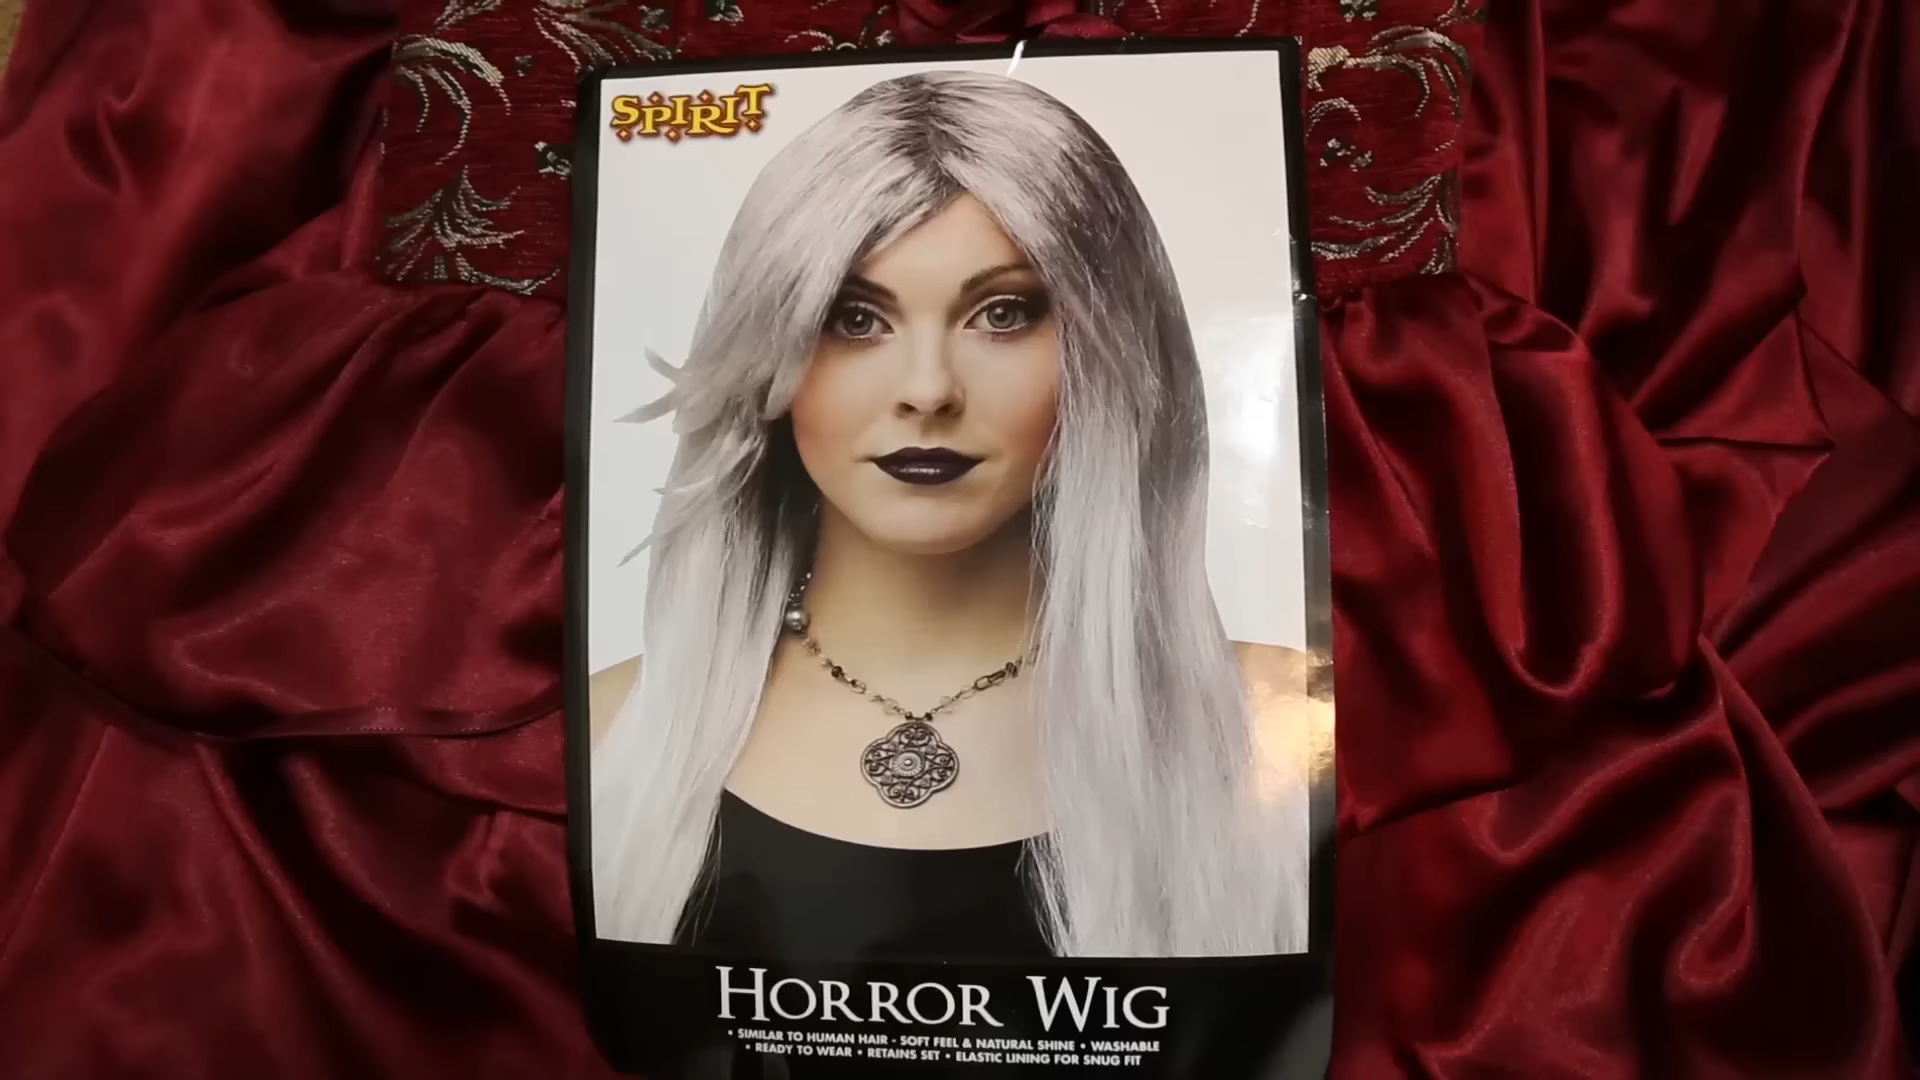 SPIRIT
HORROR WIG
• SIMILAR TO HUMAN HAIR - SOFT FEEL & NATURAL SHINE • WASHABLE
• READY TO WEAR • RETAINS SET • ELASTIC LINING FOR SNUG FIT